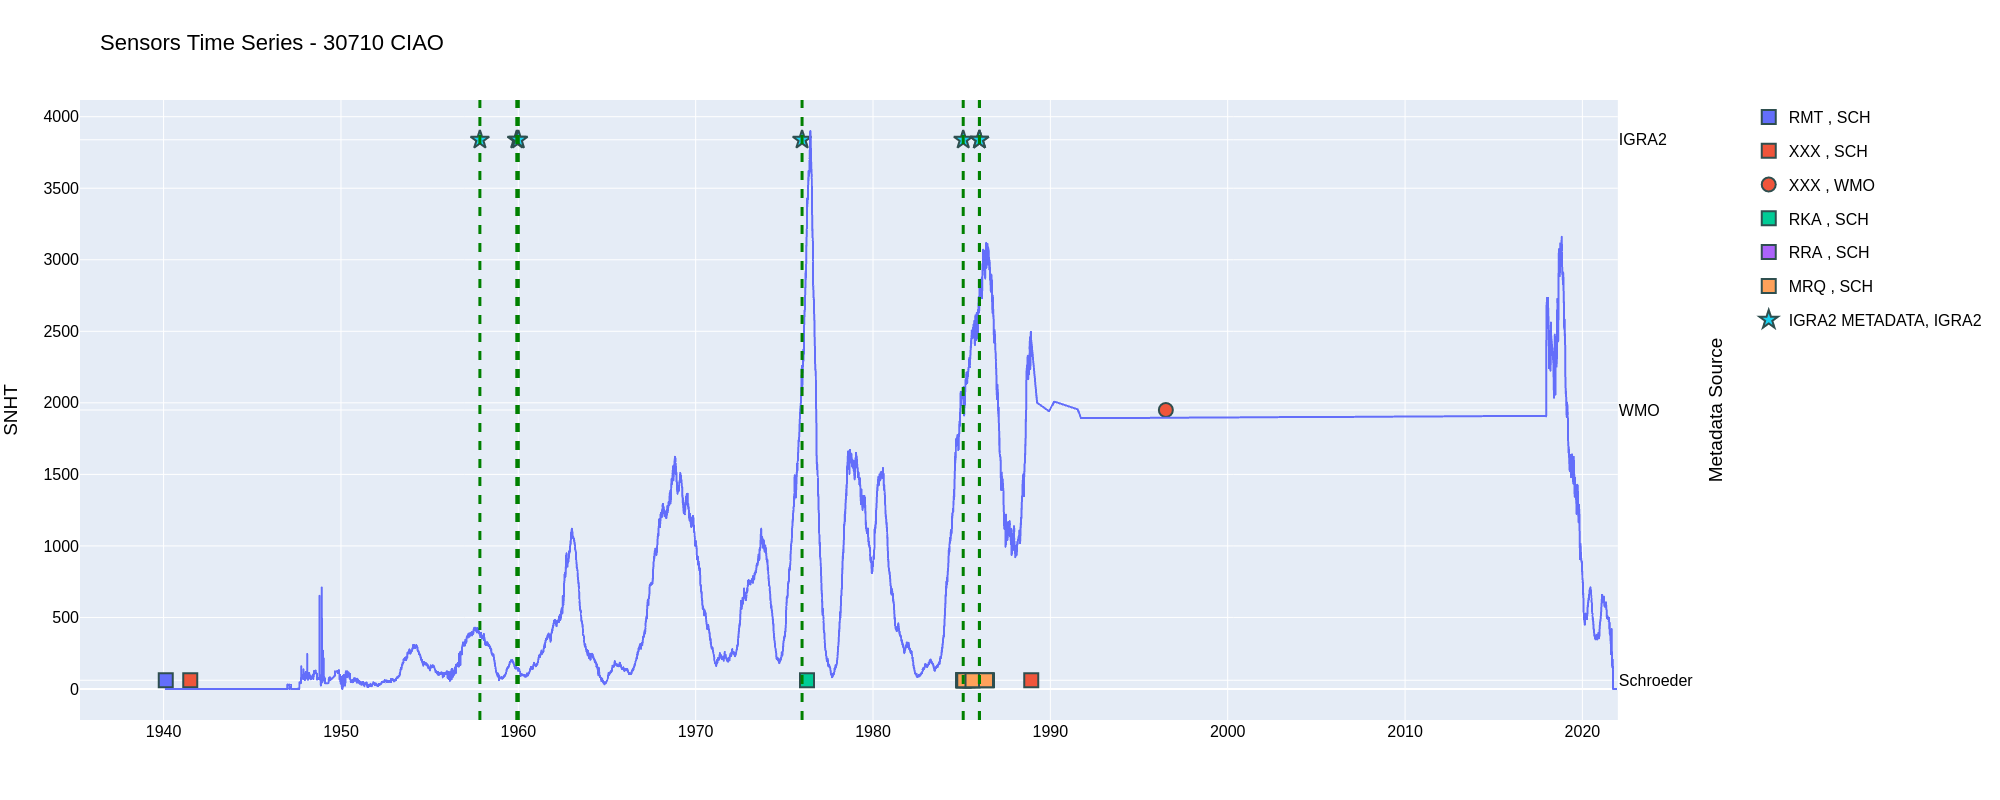 Sensors Time Series - 30710 CIAO
SNHT
4000
3500
3000
2500
2000
1500
1000
500
0
1940
1950
1960
1970
1980
1990
2000
2010
2020
IGRA2
WMO
Schroeder
Metadata Source
RMT , SCH
XXX , SCH
XXX , WMO
RKA , SCH
RRA , SCH
MRQ , SCH
IGRA2 METADATA, IGRA2